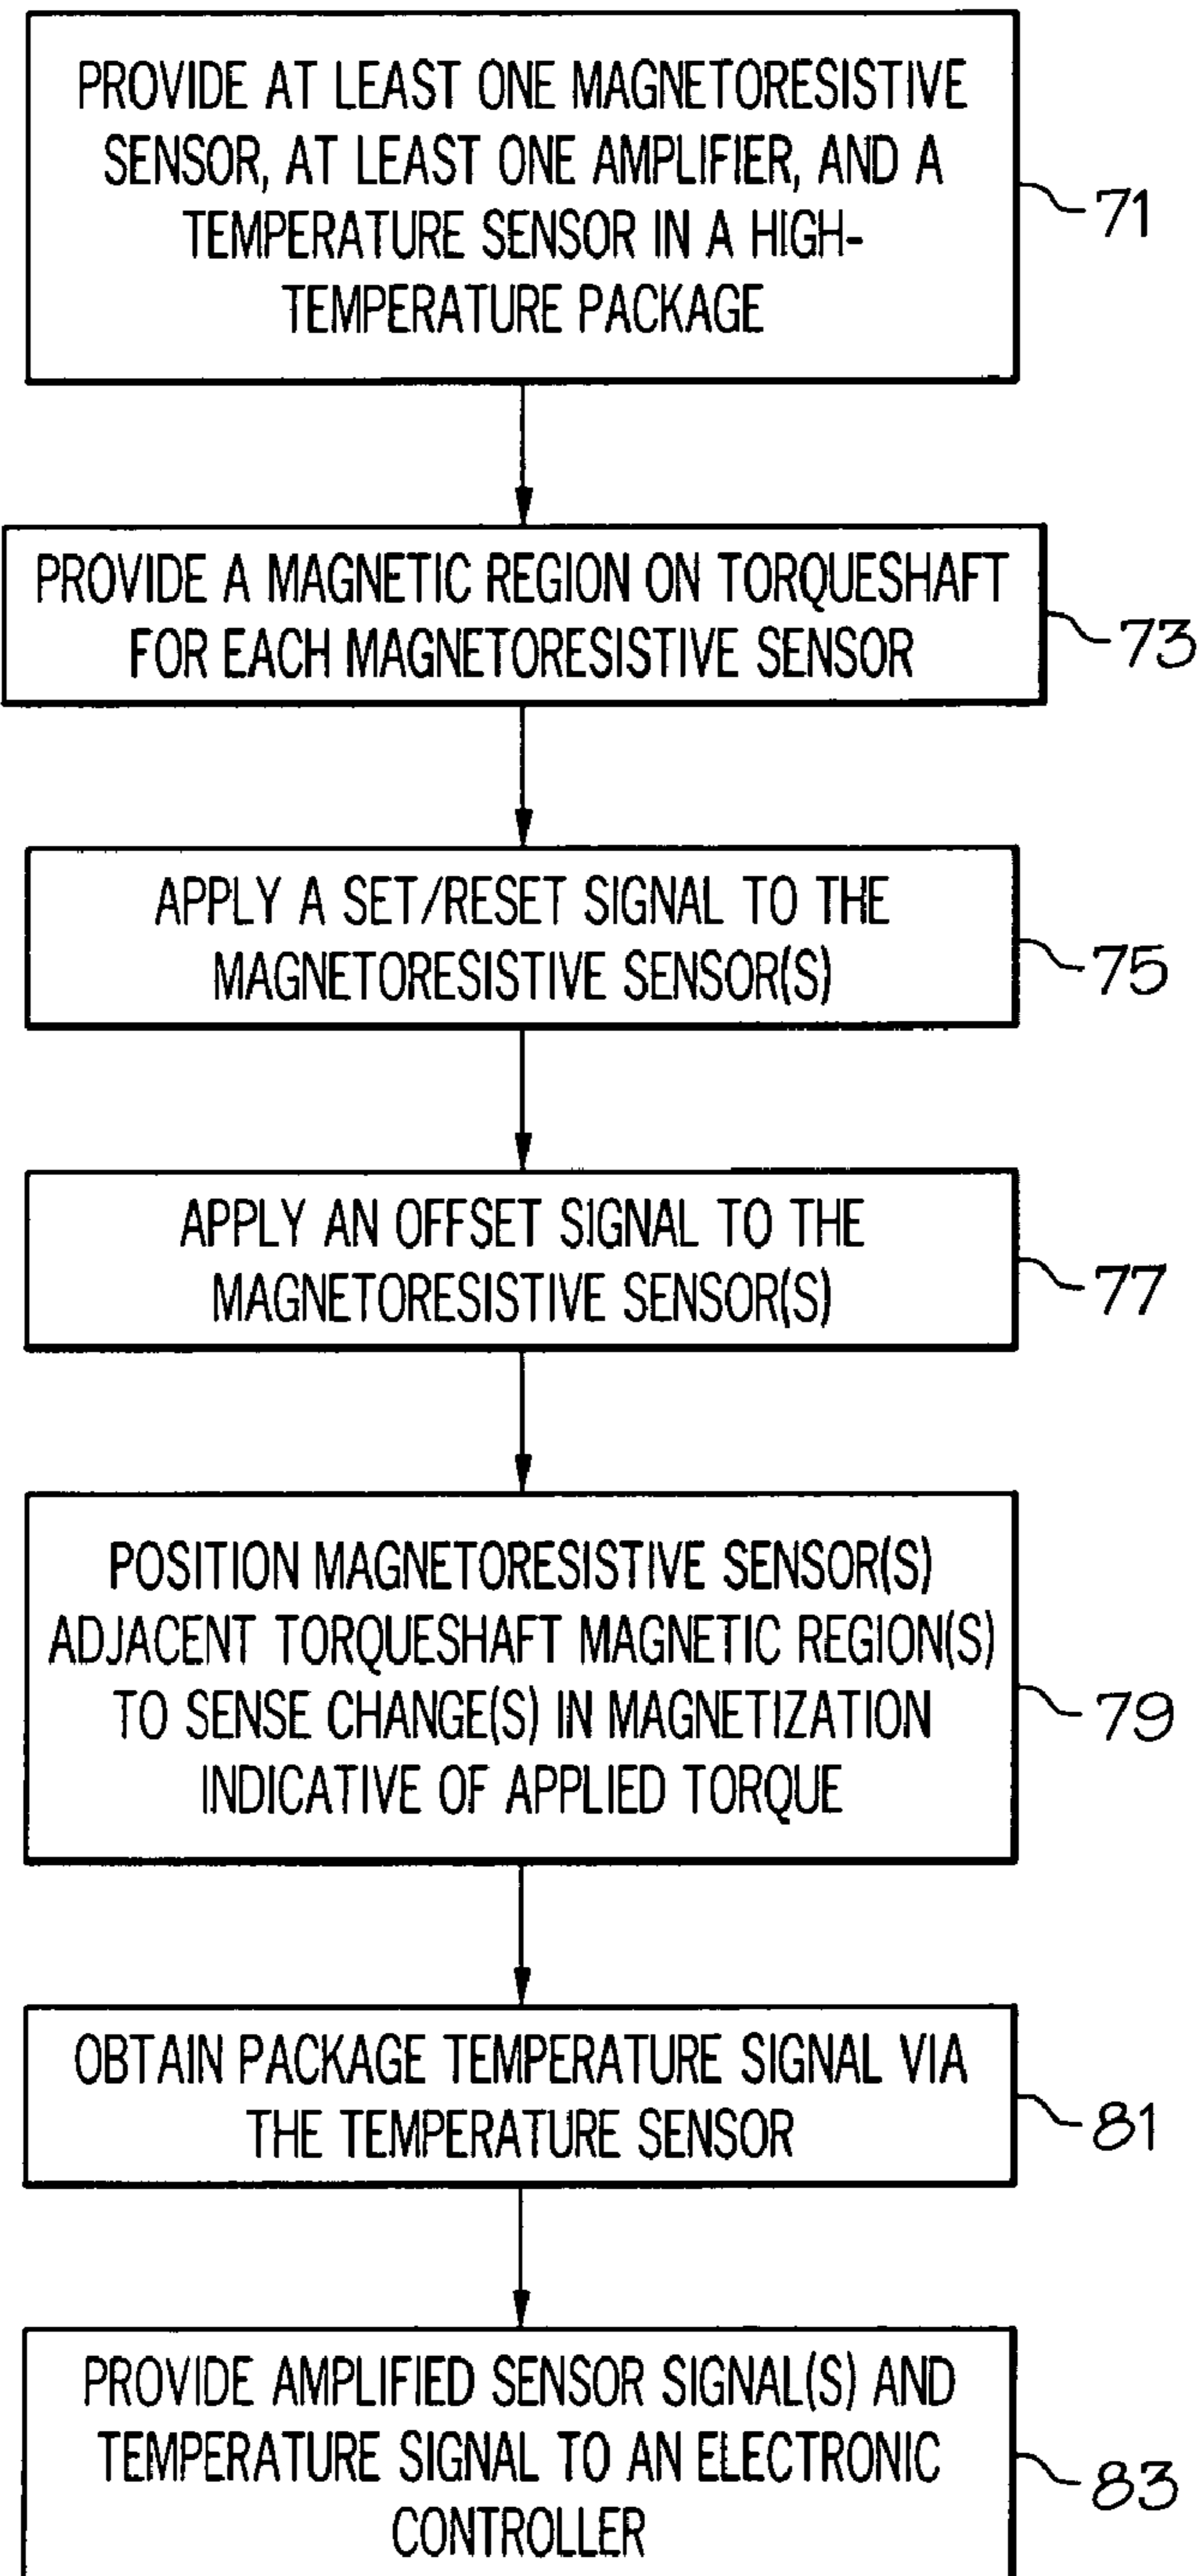 PROVIDE AT LEAST ONE MAGNETORESISTIVE
SENSOR, AT LEAST ONE AMPLIFIER, AND A
TEMPERATURE SENSOR IN A HIGH-
TEMPERATURE PACKAGE
71
PROVIDE A MAGNETIC REGION ON TORQUESHAFT
FOR EACH MAGNETORESISTIVE SENSOR
73
APPLY A SET/RESET SIGNAL TO THE
MAGNETORESISTIVE SENSOR(S)
75
APPLY AN OFFSET SIGNAL TO THE
MAGNETORESISTIVE SENSOR(S)
77
POSITION MAGNETORESISTIVE SENSOR(S)
ADJACENT TORQUESHAFT MAGNETIC REGION(S)
TO SENSE CHANGE(S) IN MAGNETIZATION
INDICATIVE OF APPLIED TORQUE
79
OBTAIN PACKAGE TEMPERATURE SIGNAL VIA
THE TEMPERATURE SENSOR
81
PROVIDE AMPLIFIED SENSOR SIGNAL(S) AND
TEMPERATURE SIGNAL TO AN ELECTRONIC
CONTROLLER
83